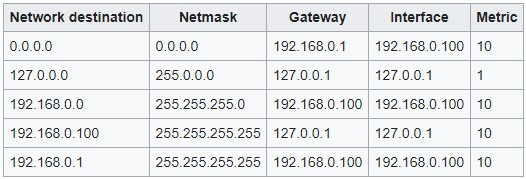 Network destination Netmask Gateway Interface Metric
0.0.0.0 0.0.0.0 192.168.0.1 192.168.0.100 10
127.0.0.0 255.0.0.0 127.0.0.1 127.0.0.1 1
192.168.0.0 255.255.255.0 192.168.0.100 192.168.0.100 10
192.168.0.100 255.255.255.255 127.0.0.1 127.0.0.1 10
192.168.0.1 255.255.255.255 192.168.0.100 192.168.0.100 10